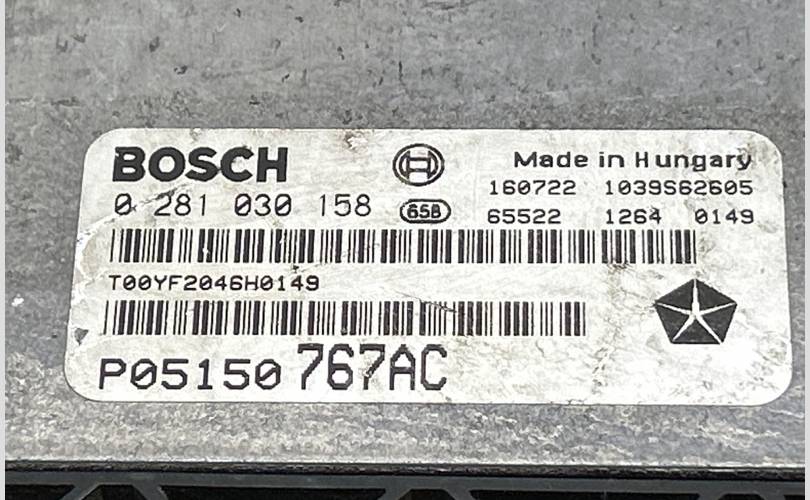 BOSCH
Made in Hungary
0 281 030 158
65B
160722 1039S62605
65522 1264 0149
T00YF2046H0149
P05150 767AC